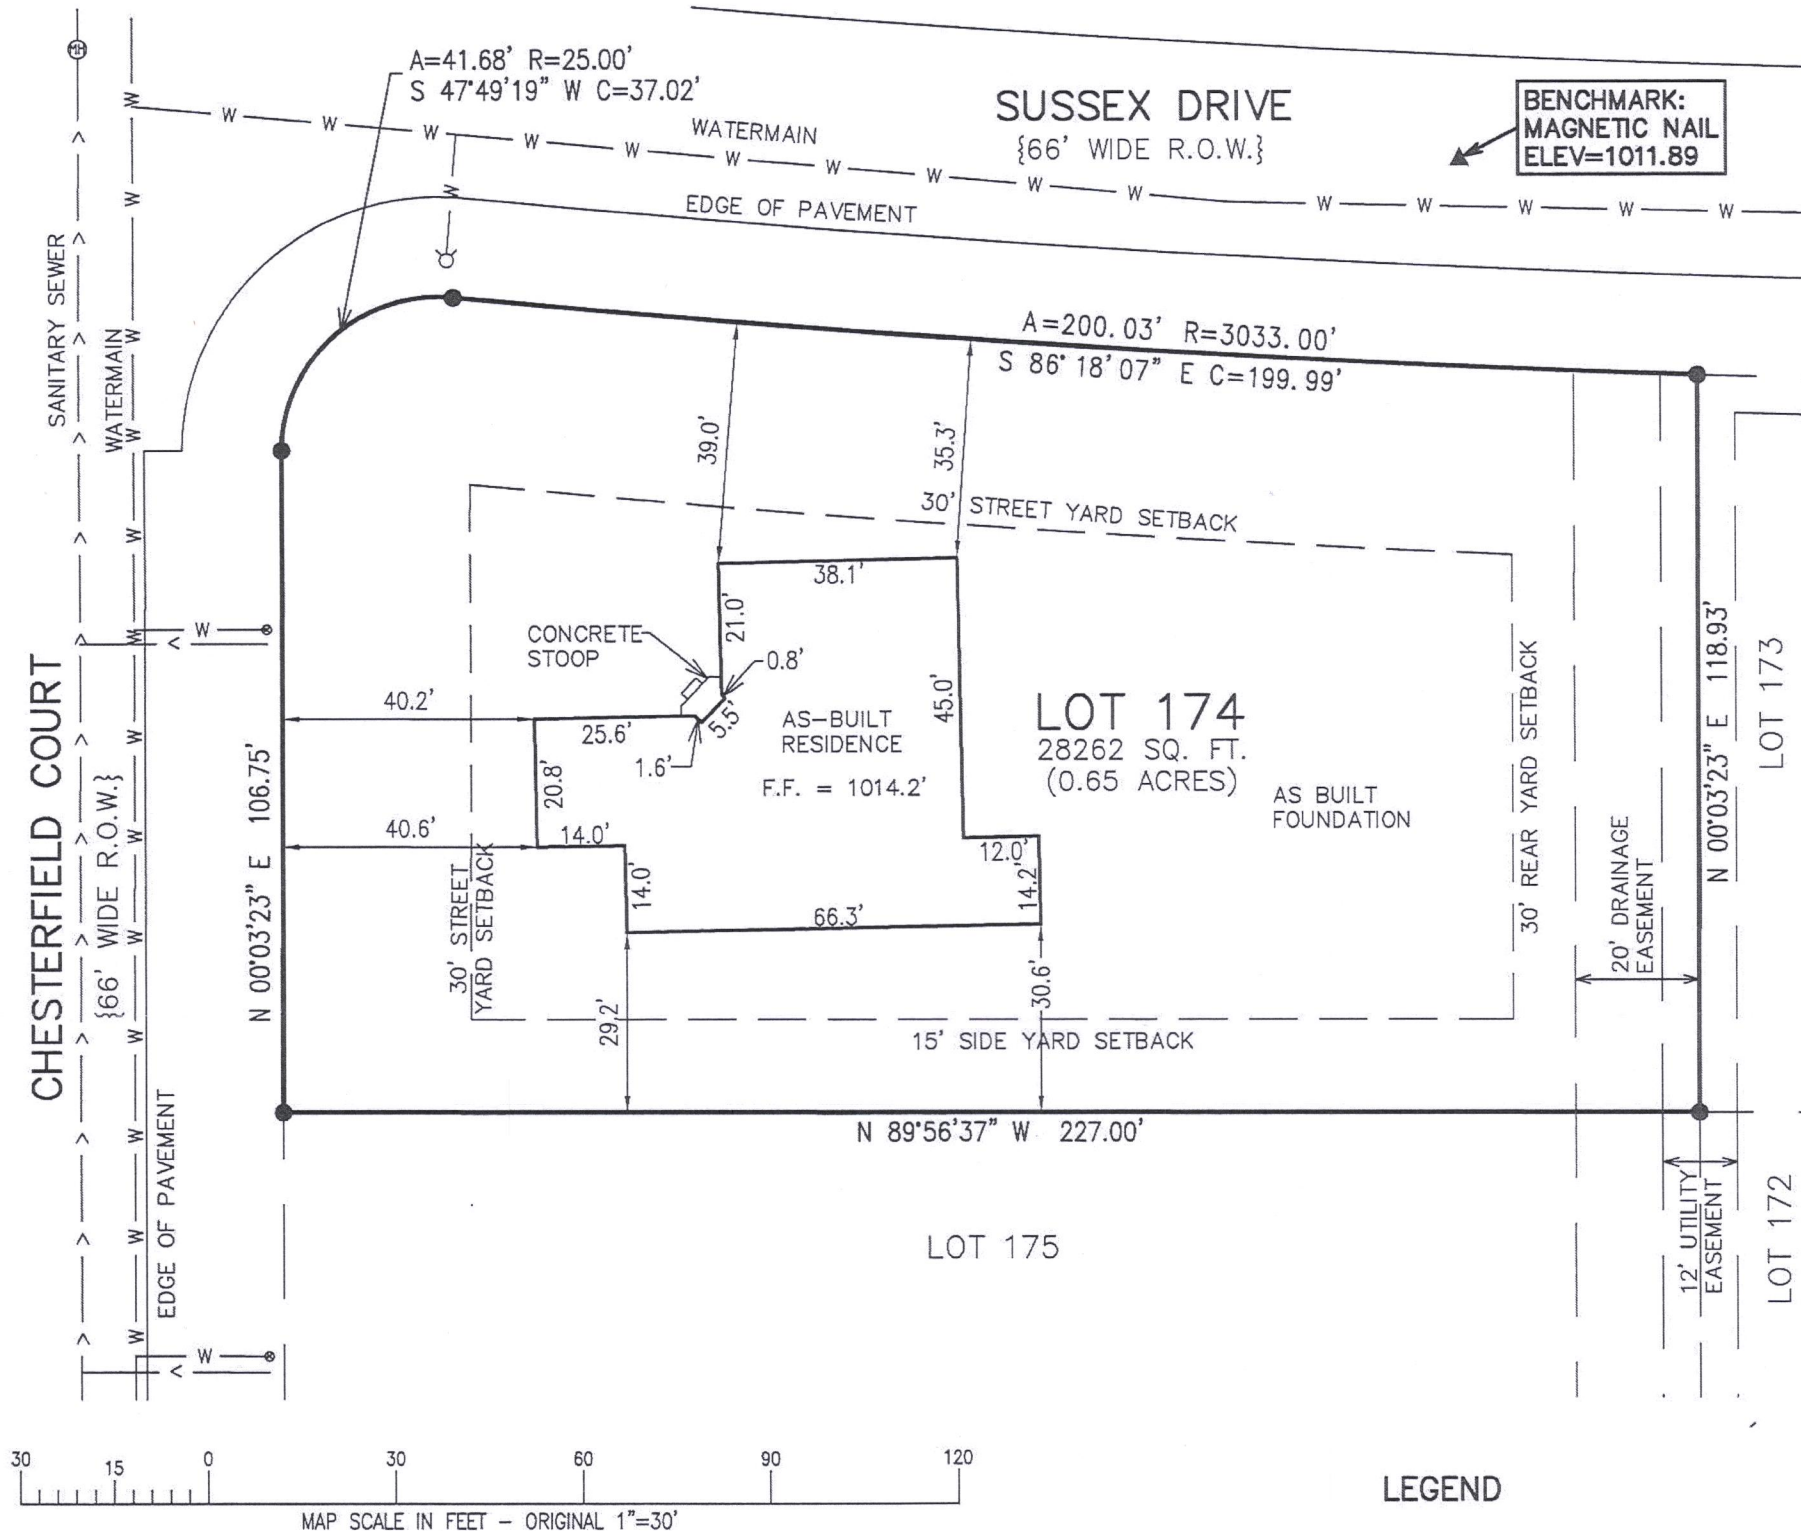 MH
A=41.68' R=25.00'
S 47°49'19" W C=37.02'
SUSSEX DRIVE
{66' WIDE R.O.W.}
BENCHMARK:
MAGNETIC NAIL
ELEV=1011.89
WATERMAIN
EDGE OF PAVEMENT
SANITARY SEWER
WATERMAIN
A=200.03' R=3033.00'
S 86°18'07" E C=199.99'
39.0'
35.3'
30' STREET YARD SETBACK
38.1'
21.0'
CONCRETE
STOOP
0.8'
40.2'
25.6'
5.5'
1.6'
AS-BUILT
RESIDENCE
F.F. = 1014.2'
45.0'
LOT 174
28262 SQ. FT.
(0.65 ACRES)
AS BUILT
FOUNDATION
20.8'
40.6'
14.0'
14.0'
12.0'
14.2'
66.3'
29.2'
30.6'
CHESTERFIELD COURT
{66' WIDE R.O.W.}
N 00°03'23" E 106.75'
30' STREET
YARD SETBACK
30' REAR YARD SETBACK
20' DRAINAGE
EASEMENT
N 00°03'23" E 118.93'
LOT 173
15' SIDE YARD SETBACK
N 89°56'37" W 227.00'
EDGE OF PAVEMENT
LOT 175
12' UTILITY
EASEMENT
LOT 172
W W W W W W W W W W W W W W W W
30 15 0 30 60 90 120
MAP SCALE IN FEET - ORIGINAL 1"=30'
LEGEND